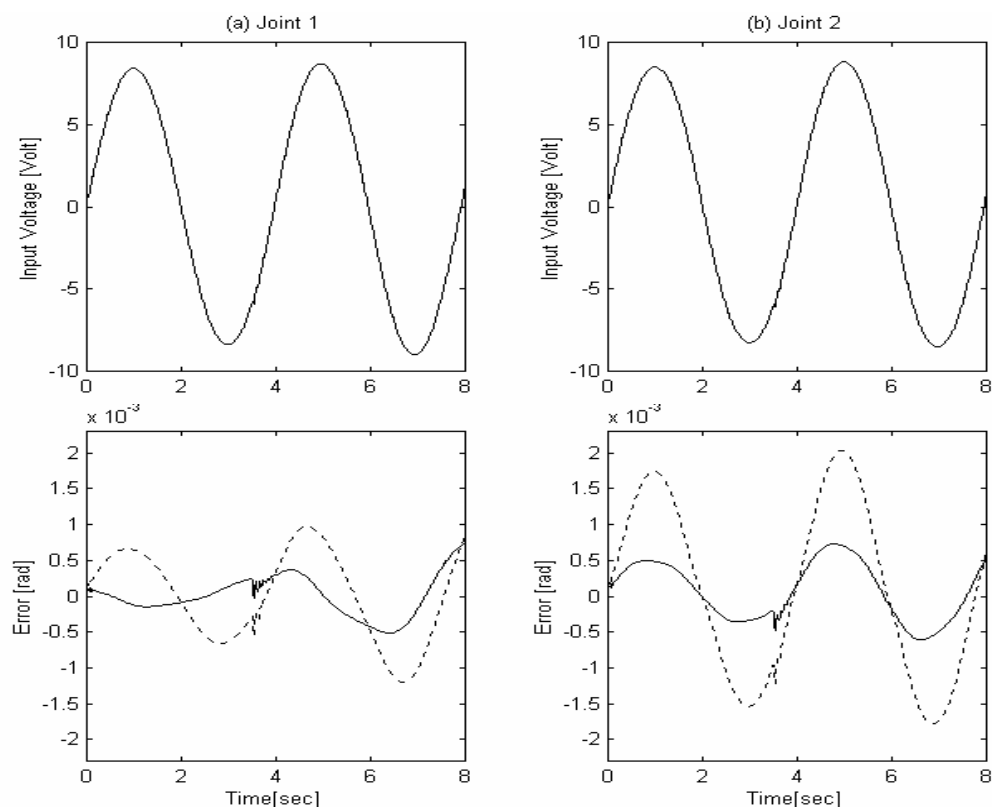 (a) Joint 1
(b) Joint 2
Input Voltage [Volt]
10
5
0
-5
-10
0 2 4 6 8
Input Voltage [Volt]
10
5
0
-5
-10
0 2 4 6 8
x 10-3
Error [rad]
2
1.5
1
0.5
0
-0.5
-1
-1.5
-2
0 2 4 6 8
Time[sec]
x 10-3
Error [rad]
2
1.5
1
0.5
0
-0.5
-1
-1.5
-2
0 2 4 6 8
Time[sec]